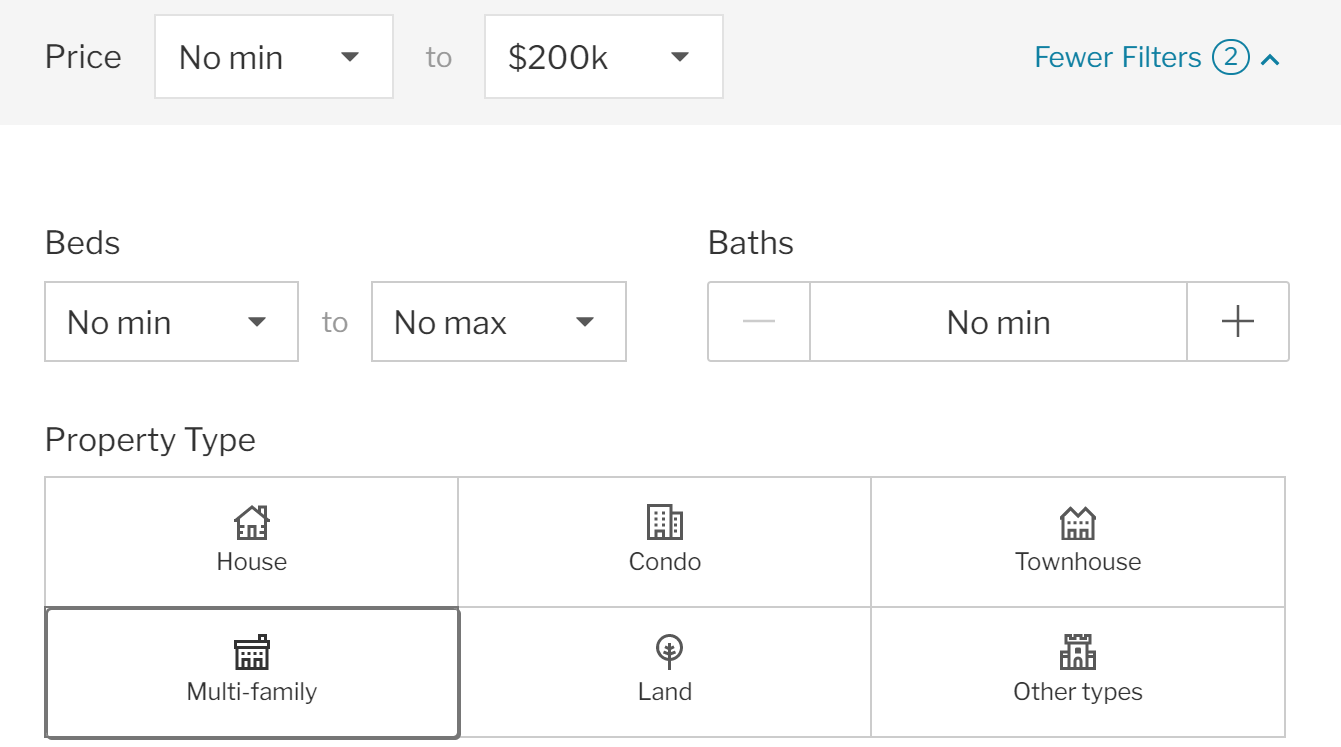 Price No min to $200k Fewer Filters 2
Beds Baths
No min to No max No min
Property Type
House Condo Townhouse
Multi-family Land Other types